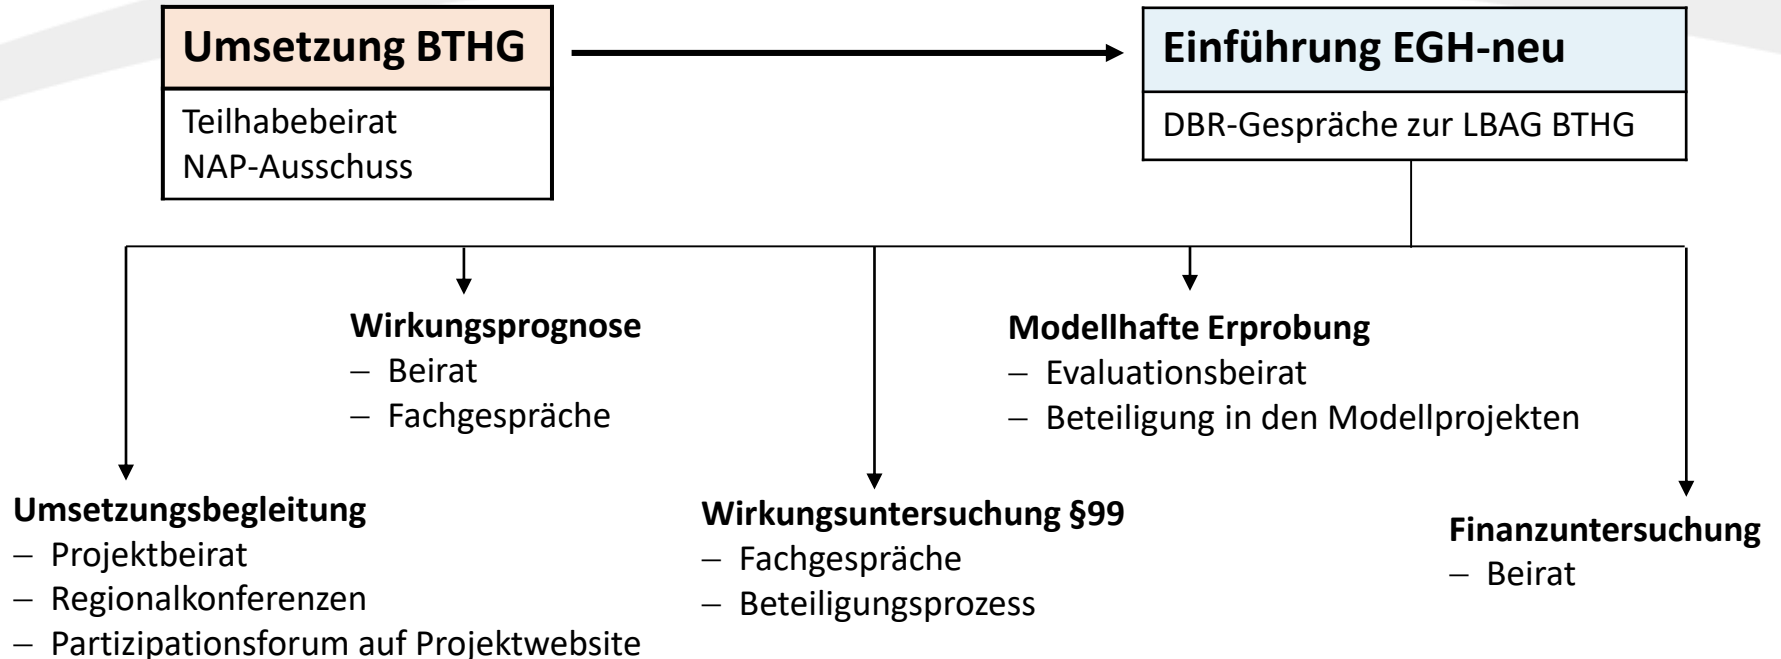 Umsetzung BTHG
Teilhabebeirat
NAP-Ausschuss
Einführung EGH-neu
DBR-Gespräche zur LBAG BTHG
Wirkungsprognose
– Beirat
– Fachgespräche
Modellhafte Erprobung
– Evaluationsbeirat
– Beteiligung in den Modellprojekten
Umsetzungsbegleitung
– Projektbeirat
– Regionalkonferenzen
– Partizipationsforum auf Projektwebsite
Wirkungsuntersuchung §99
– Fachgespräche
– Beteiligungsprozess
Finanzuntersuchung
– Beirat